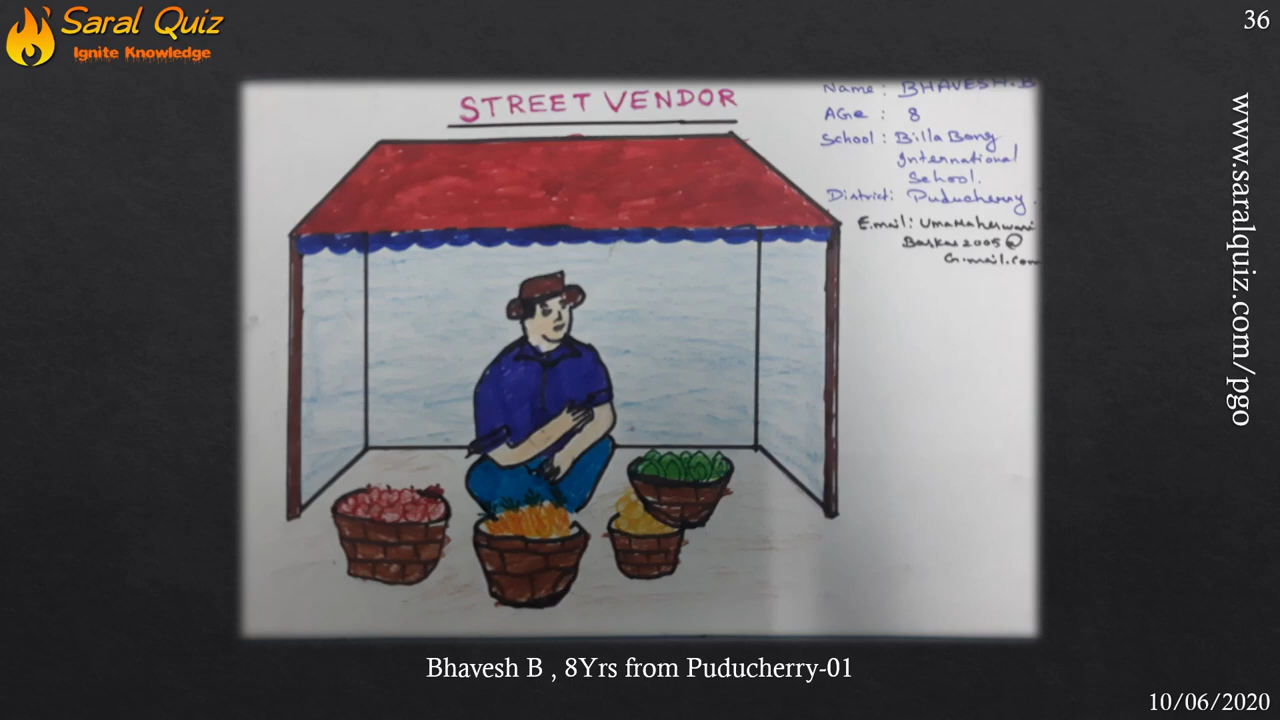 Saral Quiz
Ignite Knowledge
36
STREET VENDOR
Name : BHAVESH.B
AGe : 8
School : Billa Bong
International
School.
District: Puducherry.
E.mail: UmaMaheswari
Baskar2005@
G.mail.com
www.saralquiz.com/pgo
Bhavesh B , 8Yrs from Puducherry-01
10/06/2020